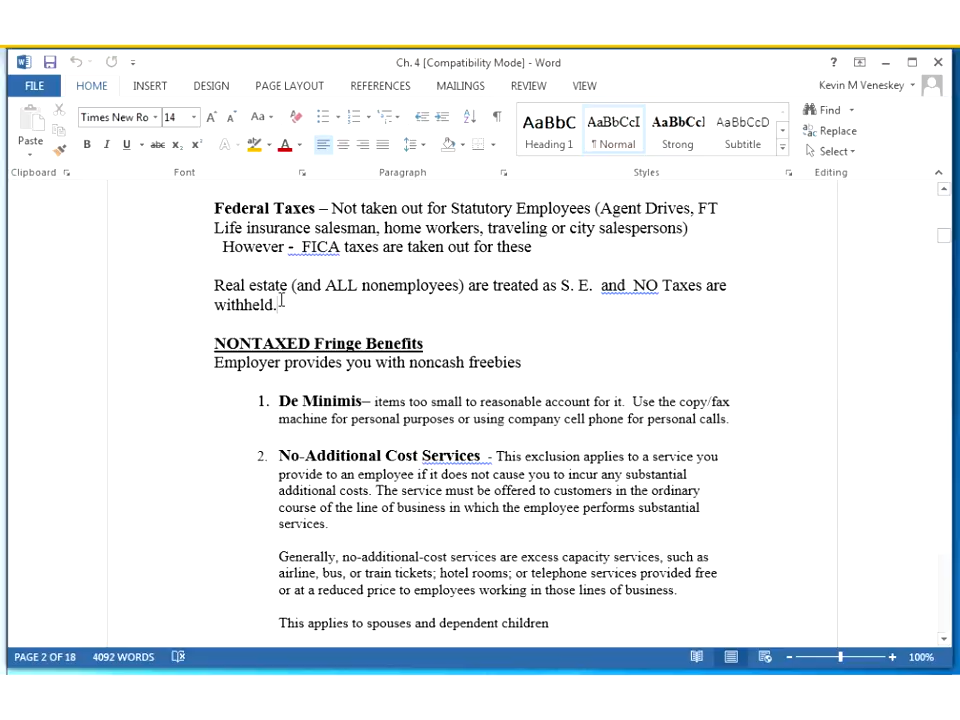 Ch. 4 [Compatibility Mode] - Word
?
FILE HOME INSERT DESIGN PAGE LAYOUT REFERENCES MAILINGS REVIEW VIEW Kevin M Veneskey
Times New Ro 14 A A Aa AaBbC AaBbCcI AaBbCcI AaBbCcD Find
Replace
Paste B I U abc X₂ X² A A Heading 1 ¶ Normal Strong Subtitle Select
Clipboard Font Paragraph Styles Editing
Federal Taxes – Not taken out for Statutory Employees (Agent Drives, FT
Life insurance salesman, home workers, traveling or city salespersons)
However - FICA taxes are taken out for these
Real estate (and ALL nonemployees) are treated as S. E. and NO Taxes are
withheld.
NONTAXED Fringe Benefits
Employer provides you with noncash freebies
1. De Minimis– items too small to reasonable account for it. Use the copy/fax
machine for personal purposes or using company cell phone for personal calls.
2. No-Additional Cost Services - This exclusion applies to a service you
provide to an employee if it does not cause you to incur any substantial
additional costs. The service must be offered to customers in the ordinary
course of the line of business in which the employee performs substantial
services.
Generally, no-additional-cost services are excess capacity services, such as
airline, bus, or train tickets; hotel rooms; or telephone services provided free
or at a reduced price to employees working in those lines of business.
This applies to spouses and dependent children
PAGE 2 OF 18 4092 WORDS 100%